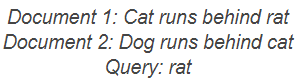 Document 1: Cat runs behind rat
Document 2: Dog runs behind cat
Query: rat